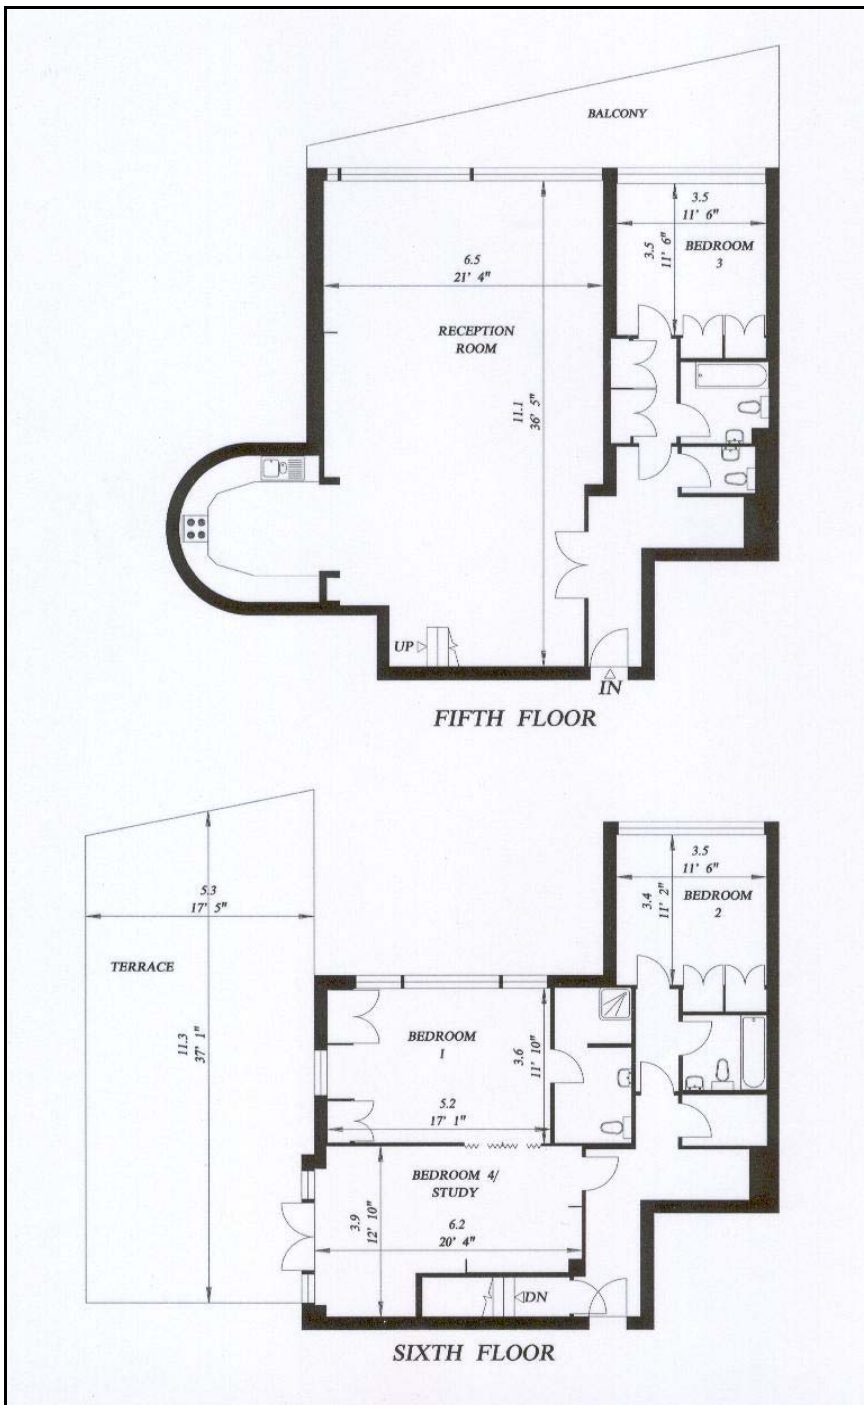 BALCONY
3.5
11' 6"
3.5
11' 6"
BEDROOM
3
6.5
21' 4"
RECEPTION
ROOM
11.1
36' 5"
UP
IN
FIFTH FLOOR
3.5
11' 6"
3.4
11' 2"
BEDROOM
2
5.3
17' 5"
TERRACE
11.3
37' 1"
BEDROOM
1
3.6
11' 10"
5.2
17' 1"
BEDROOM 4/
STUDY
3.9
12' 10"
6.2
20' 4"
DN
SIXTH FLOOR